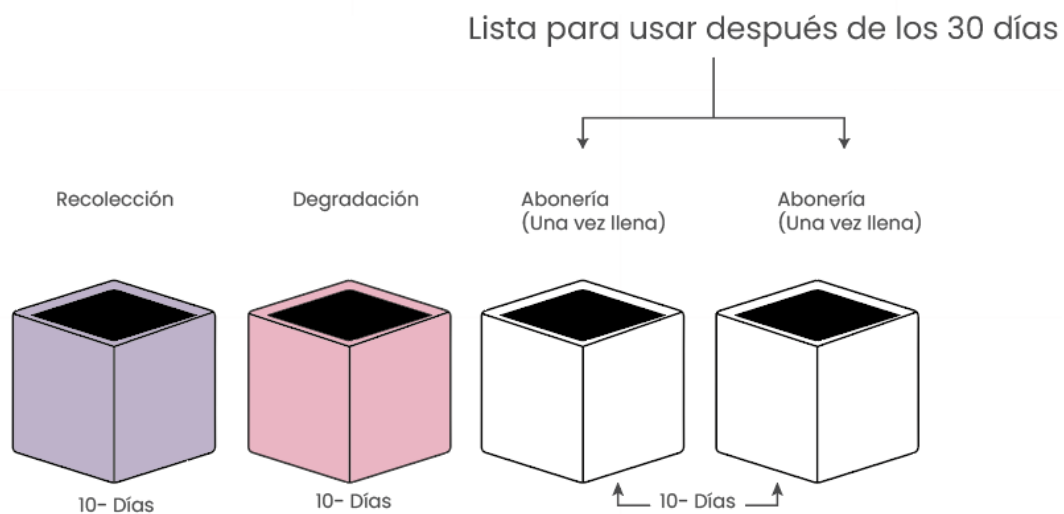 Lista para usar después de los 30 días
Recolección
Degradación
Abonería
(Una vez llena)
Abonería
(Una vez llena)
10- Días
10- Días
10- Días